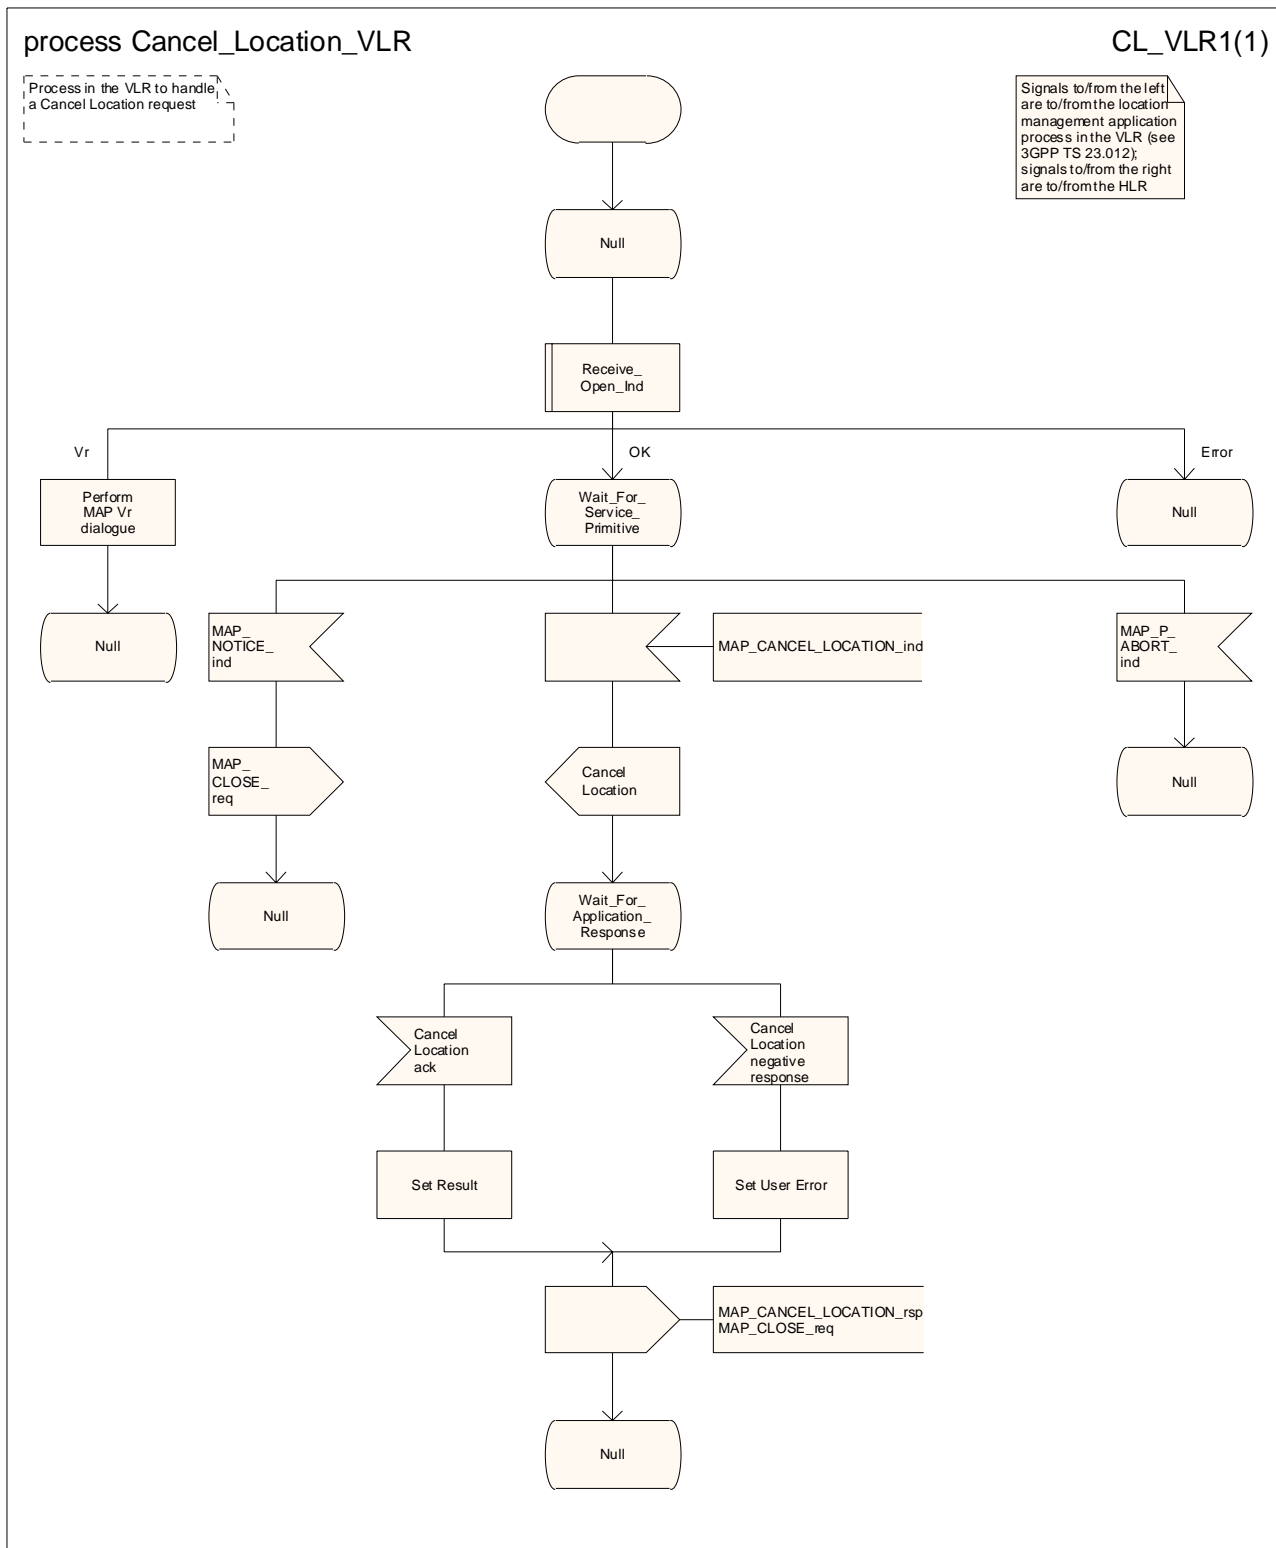 process Cancel_Location_VLR
CL_VLR1(1)
Process in the VLR to handle
a Cancel Location request
Signals to/from the left
are to/from the location
management application
process in the VLR (see
3GPP TS 23.012);
signals to/from the right
are to/from the HLR
Null
Receive_
Open_Ind
Vr
OK
Error
Perform
MAP Vr
dialogue
Wait_For_
Service_
Primitive
Null
Null
MAP_
NOTICE_
ind
MAP_CANCEL_LOCATION_ind
MAP_P_
ABORT_
ind
MAP_
CLOSE_
req
Cancel
Location
Null
Null
Wait_For_
Application_
Response
Cancel
Location
ack
Cancel
Location
negative
response
Set Result
Set User Error
MAP_CANCEL_LOCATION_rsp
MAP_CLOSE_req
Null